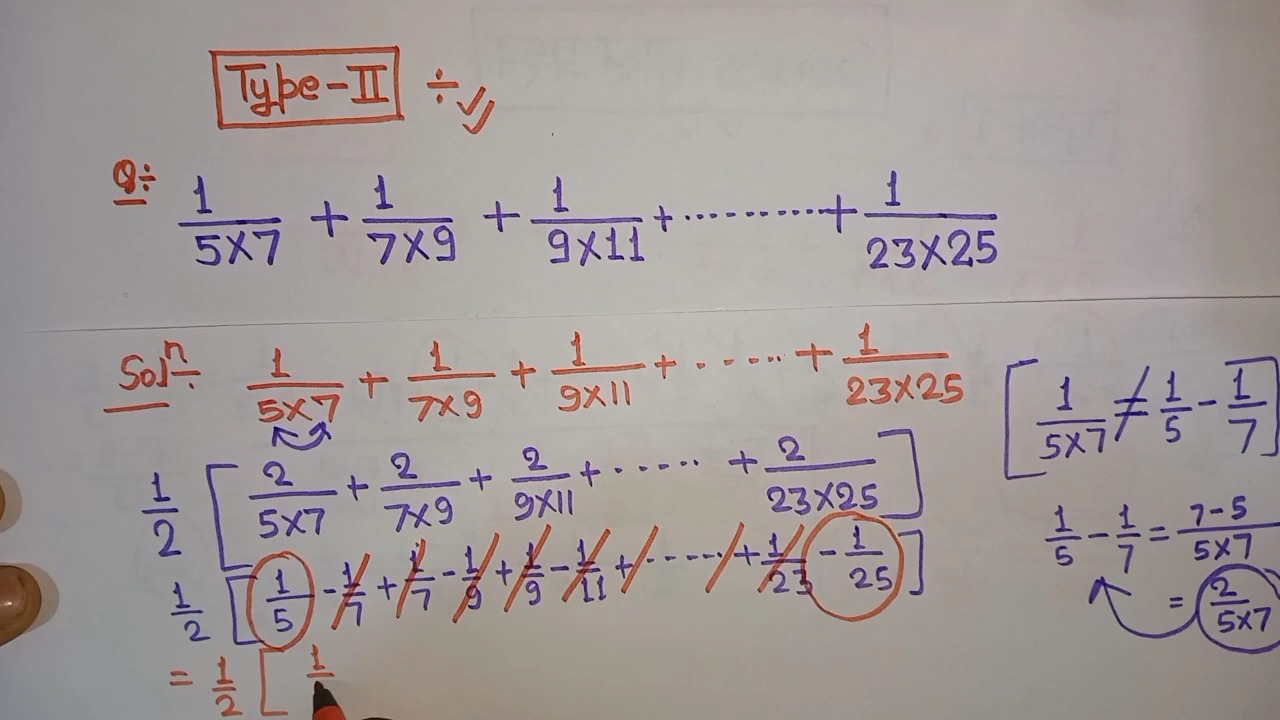 Type-II ÷ ✓✓
Q÷ 1/5×7 + 1/7×9 + 1/9×11 + ........... + 1/23×25
Solⁿ÷ 1/5×7 + 1/7×9 + 1/9×11 + ...... + 1/23×25
[1/5×7 ≠ 1/5 - 1/7]
1/2 [2/5×7 + 2/7×9 + 2/9×11 + ...... + 2/23×25]
1/5 - 1/7 = 7-5/5×7
1/2 [1/5 - 1/7 + 1/7 - 1/9 + 1/9 - 1/11 + ...... + 1/23 - 1/25]
= 2/5×7
= 1/2 [ 1